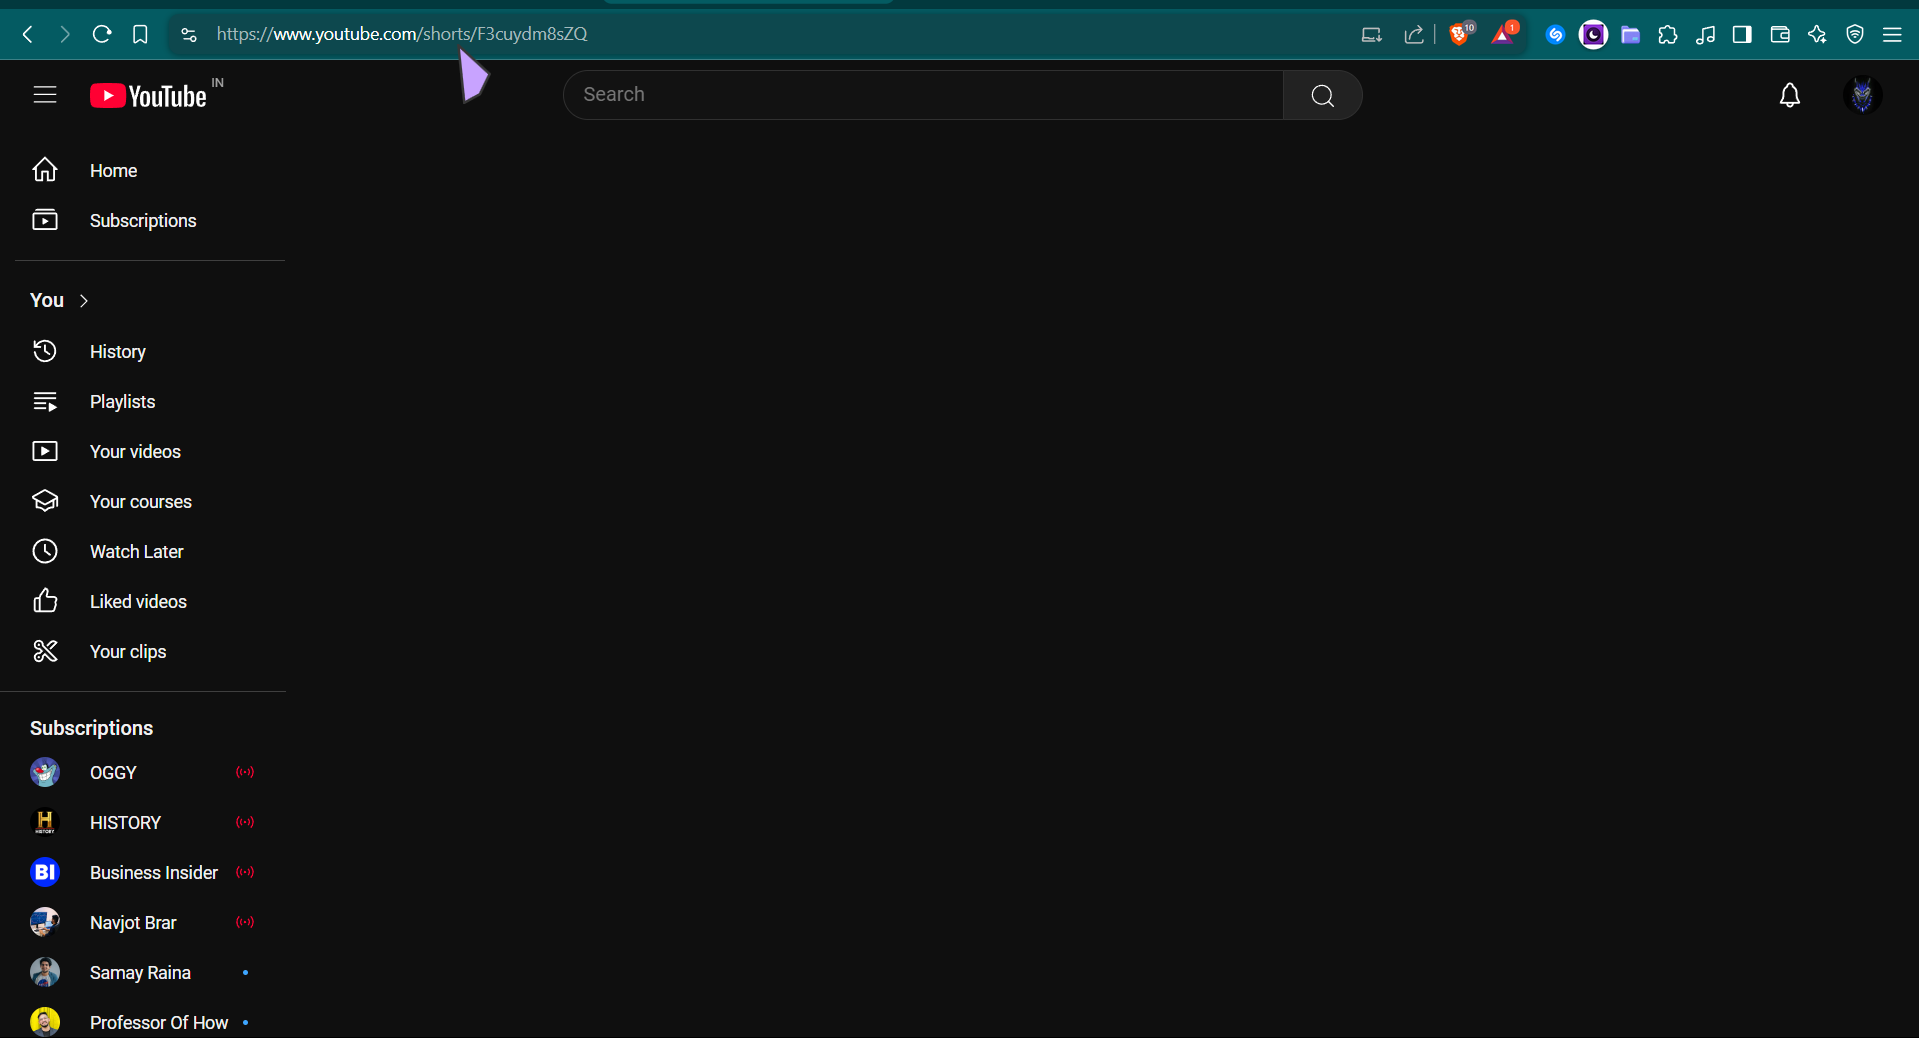 https://www.youtube.com/shorts/F3cuydm8sZQ
10
1
YouTube IN
Search
Home
Subscriptions
You
History
Playlists
Your videos
Your courses
Watch Later
Liked videos
Your clips
Subscriptions
OGGY
H HISTORY
HISTORY
BI
Business Insider
Navjot Brar
Samay Raina
Professor Of How